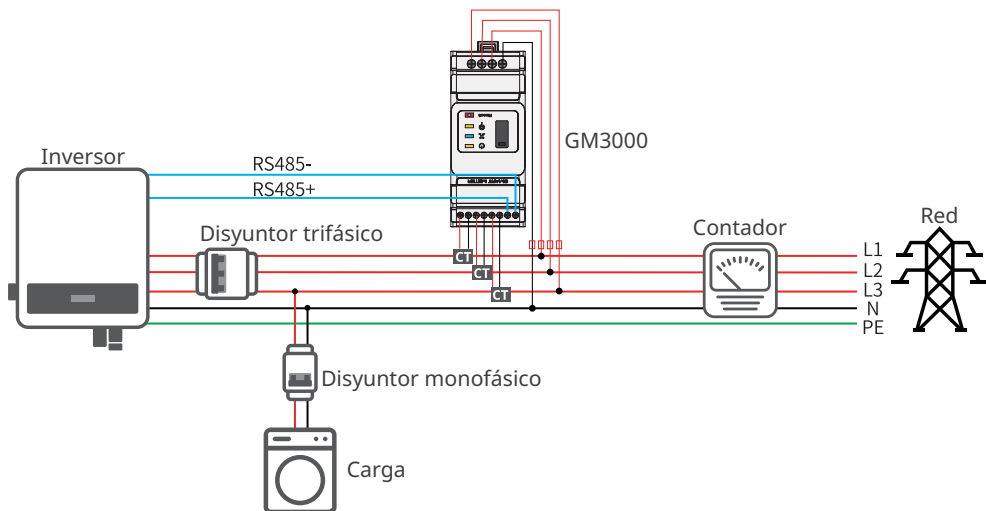 GM3000
Inversor
RS485-
RS485+
Disyuntor trifásico
CT
CT
CT
Contador
Red
L1
L2
L3
N
PE
Disyuntor monofásico
Carga